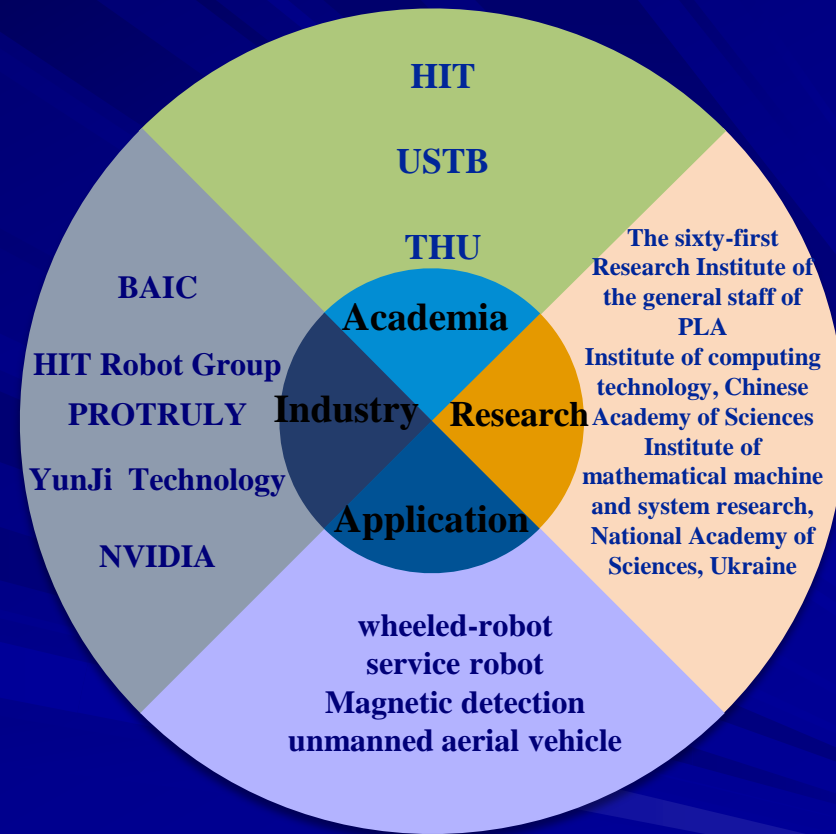 HIT
USTB
THU
Academia
BAIC
HIT Robot Group
PROTRULY
YunJi Technology
NVIDIA
Industry
Research
The sixty-first
Research Institute of
the general staff of
PLA
Institute of computing
technology, Chinese
Academy of Sciences
Institute of
mathematical machine
and system research,
National Academy of
Sciences, Ukraine
Application
wheeled-robot
service robot
Magnetic detection
unmanned aerial vehicle